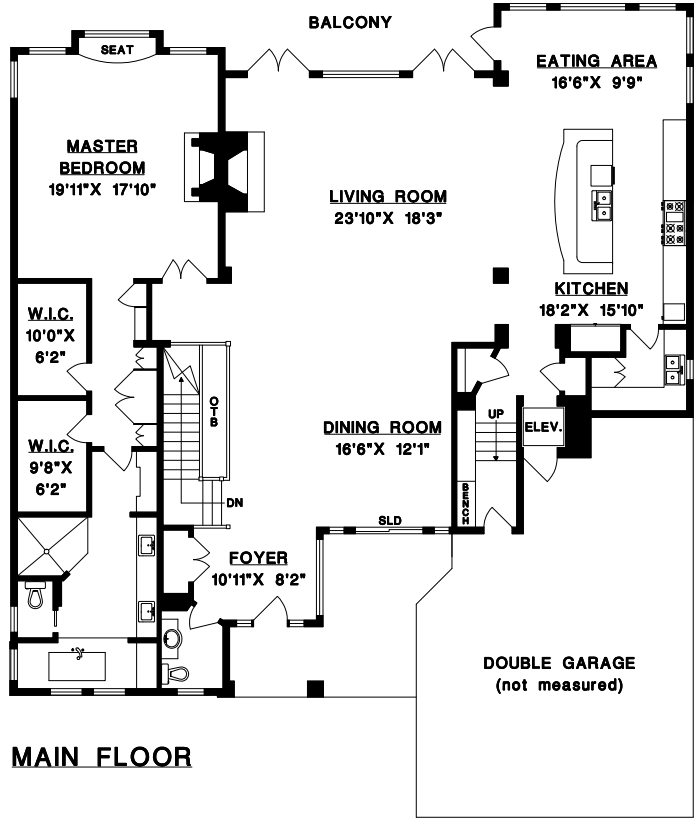 BALCONY
SEAT
EATING AREA
16'6"X 9'9"
MASTER
BEDROOM
19'11"X 17'10"
LIVING ROOM
23'10"X 18'3"
KITCHEN
18'2"X 15'10"
W.I.C.
10'0"X
6'2"
OTB
DINING ROOM
16'6"X 12'1"
UP
ELEV.
W.I.C.
9'8"X
6'2"
BENCH
DN
SLD
FOYER
10'11"X 8'2"
DOUBLE GARAGE
(not measured)
MAIN FLOOR